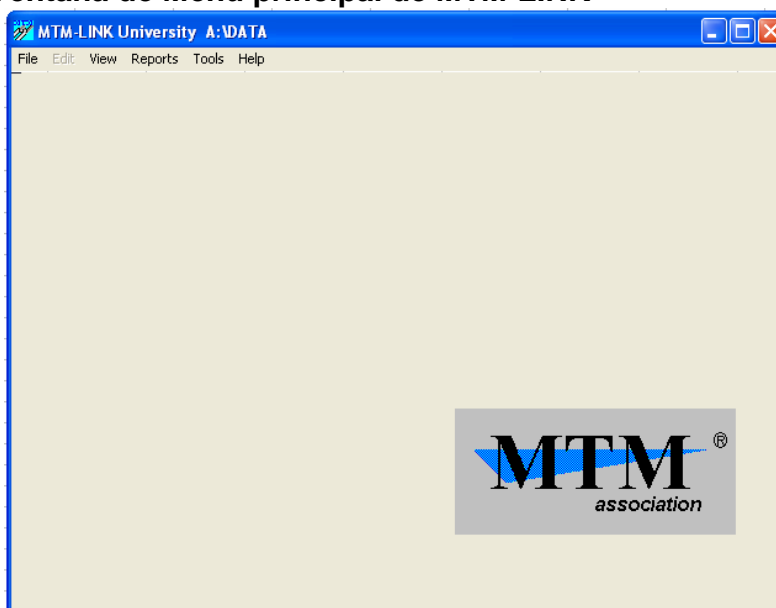 MTM-LINK University A:\DATA
File Edit View Reports Tools Help
MTM ®
association